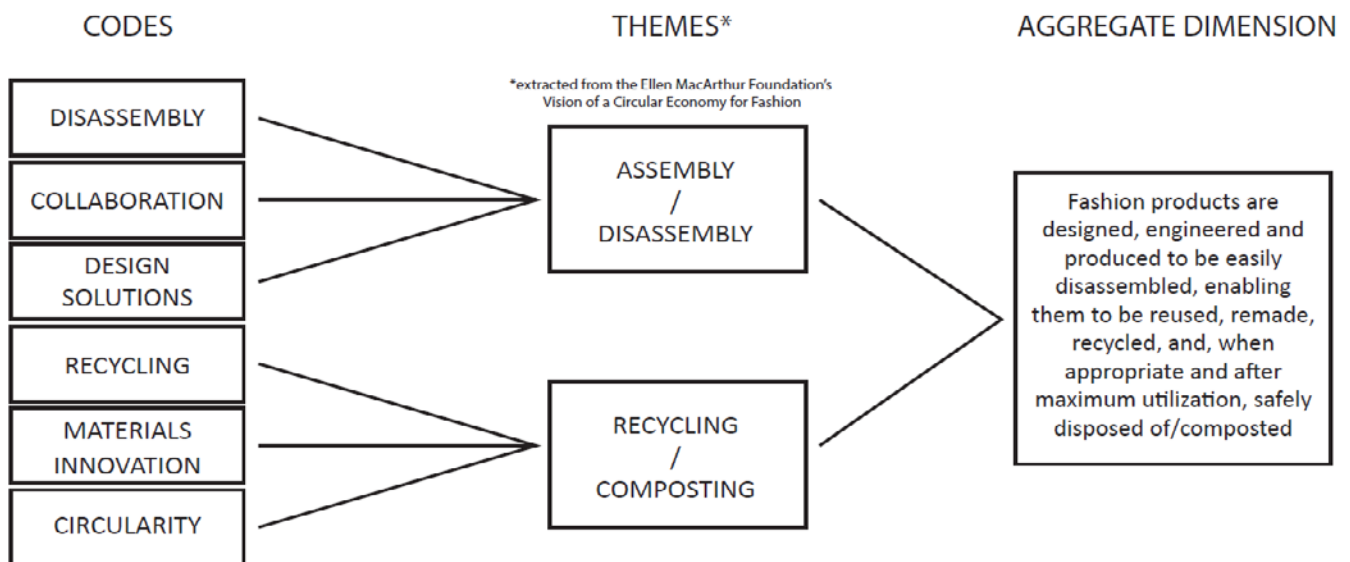 CODES
THEMES*
AGGREGATE DIMENSION
*extracted from the Ellen MacArthur Foundation's
Vision of a Circular Economy for Fashion
DISASSEMBLY
COLLABORATION
DESIGN
SOLUTIONS
RECYCLING
MATERIALS
INNOVATION
CIRCULARITY
ASSEMBLY
/
DISASSEMBLY
RECYCLING
/
COMPOSTING
Fashion products are
designed, engineered and
produced to be easily
disassembled, enabling
them to be reused, remade,
recycled, and, when
appropriate and after
maximum utilization, safely
disposed of/composted